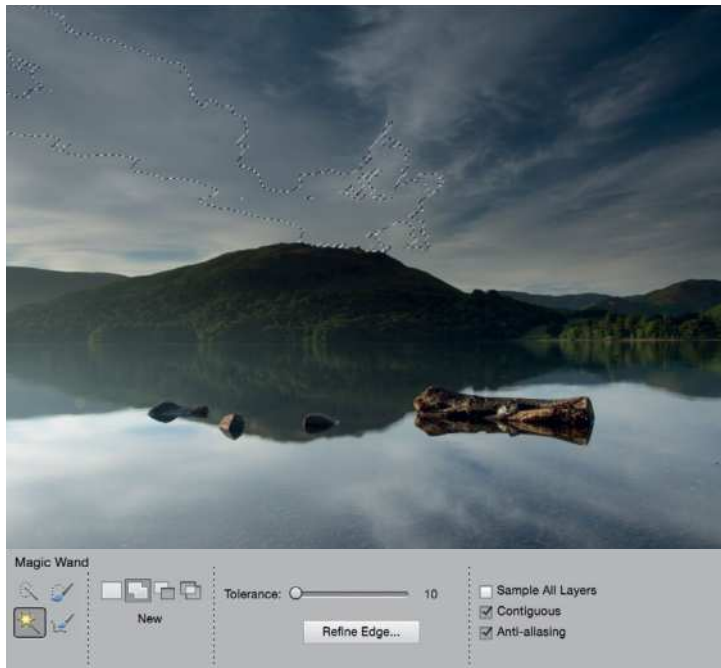 Magic Wand
New
Tolerance: 10
Refine Edge...
Sample All Layers
Contiguous
Anti-aliasing